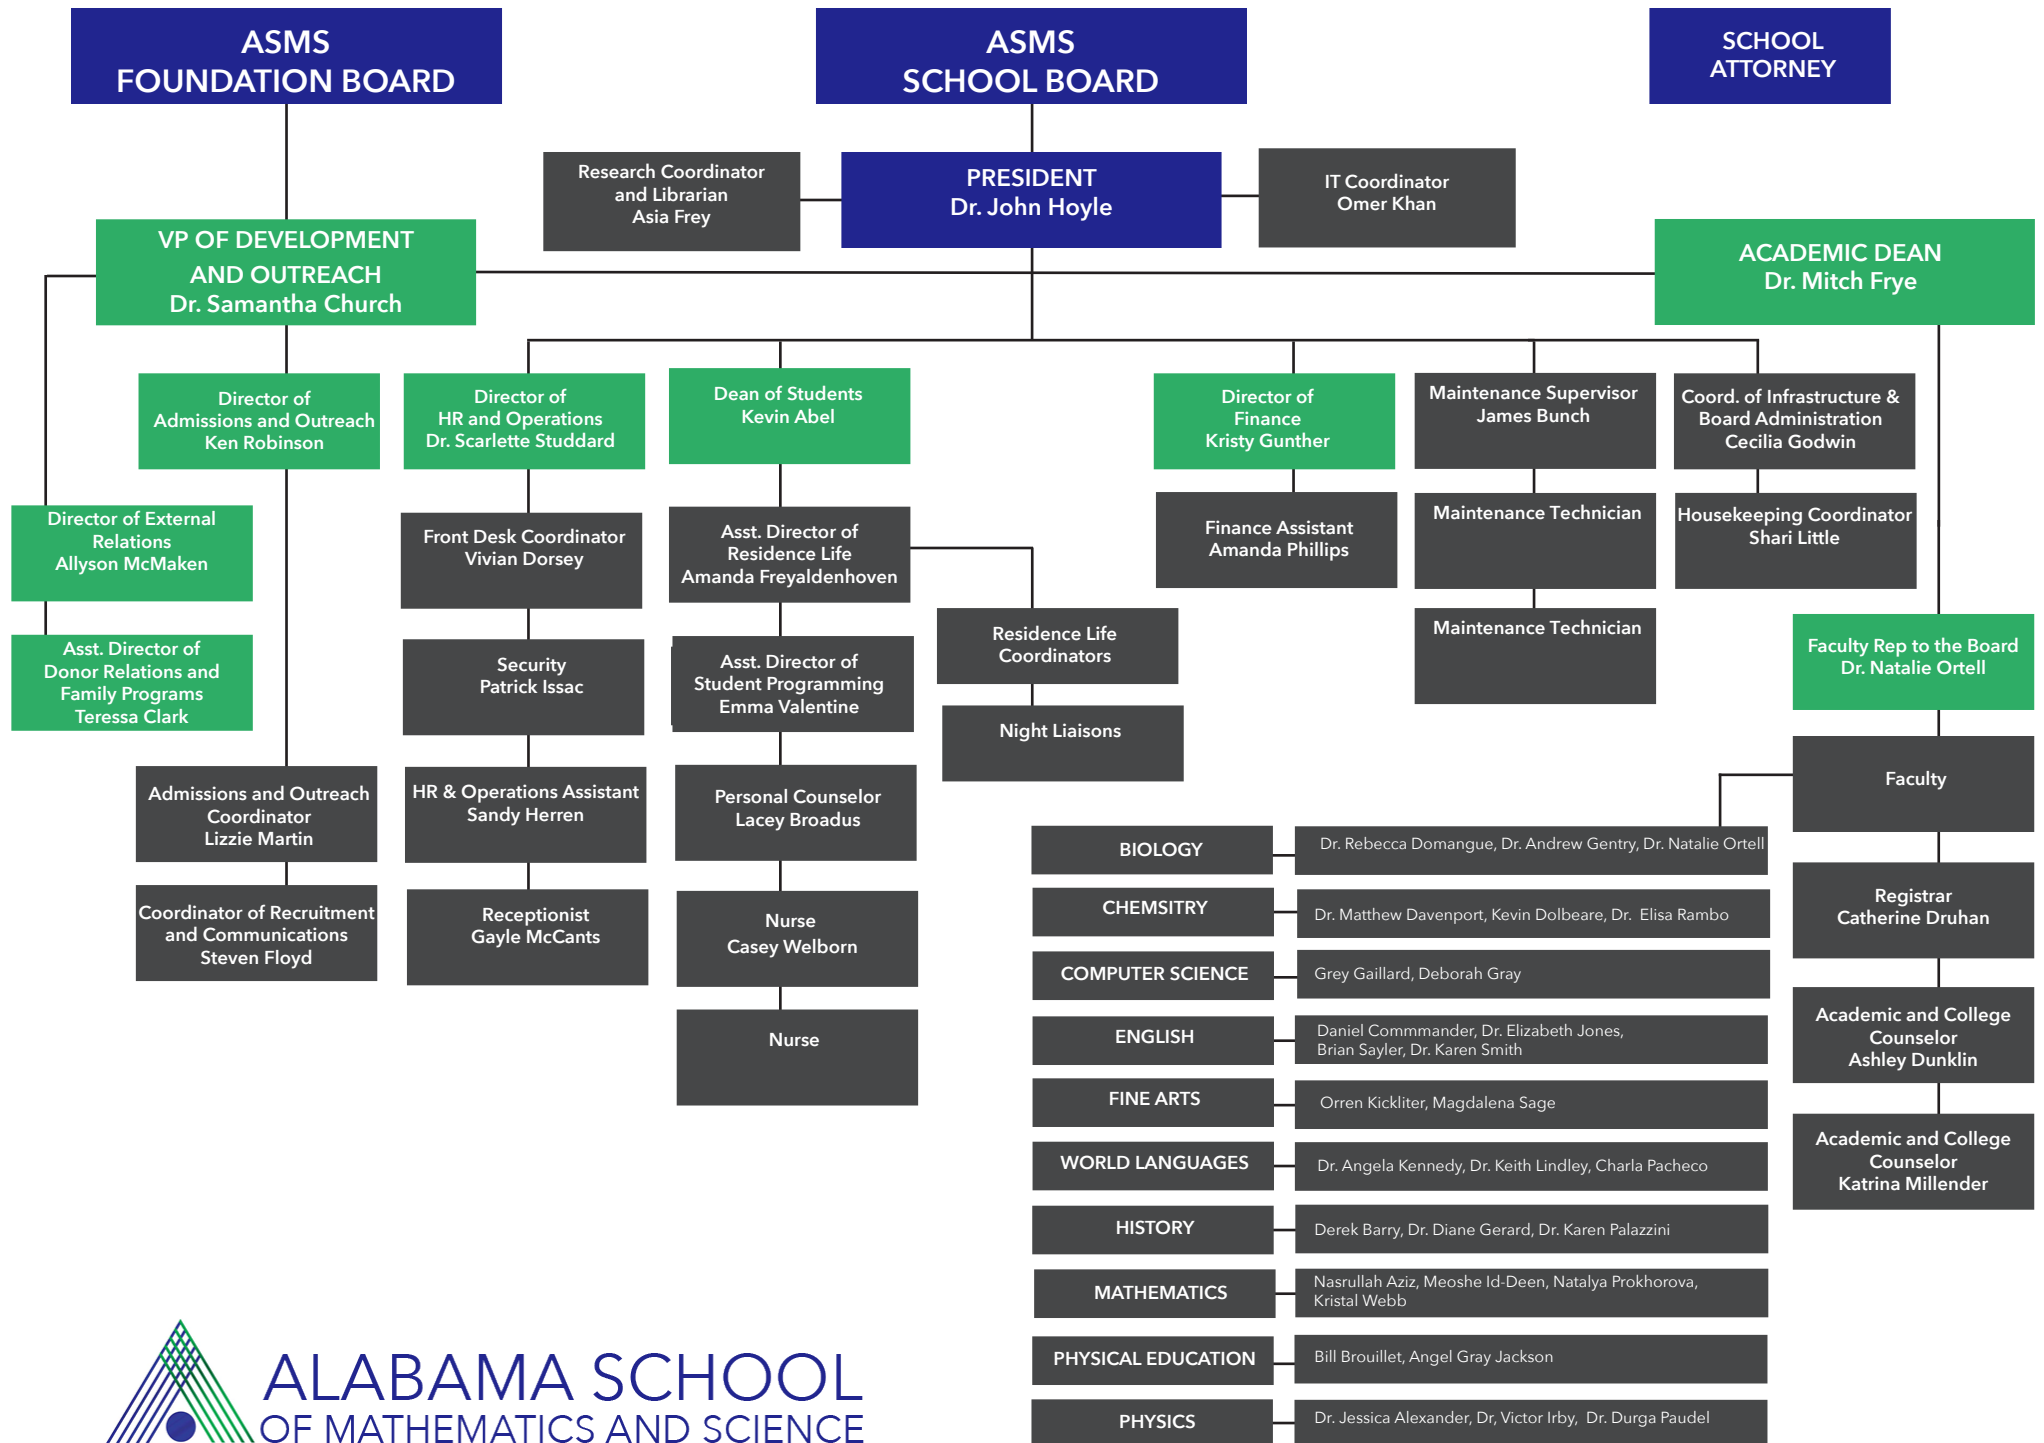 ASMS
FOUNDATION BOARD
ASMS
SCHOOL BOARD
SCHOOL
ATTORNEY
Research Coordinator
and Librarian
Asia Frey
PRESIDENT
Dr. John Hoyle
IT Coordinator
Omer Khan
VP OF DEVELOPMENT
AND OUTREACH
Dr. Samantha Church
ACADEMIC DEAN
Dr. Mitch Frye
Director of
Admissions and Outreach
Ken Robinson
Director of
HR and Operations
Dr. Scarlette Studdard
Dean of Students
Kevin Abel
Director of
Finance
Kristy Gunther
Maintenance Supervisor
James Bunch
Coord. of Infrastructure &
Board Administration
Cecilia Godwin
Director of External
Relations
Allyson McMaken
Front Desk Coordinator
Vivian Dorsey
Asst. Director of
Residence Life
Amanda Freyaldenhoven
Finance Assistant
Amanda Phillips
Maintenance Technician
Housekeeping Coordinator
Shari Little
Asst. Director of
Donor Relations and
Family Programs
Teressa Clark
Security
Patrick Issac
Asst. Director of
Student Programming
Emma Valentine
Residence Life
Coordinators
Maintenance Technician
Faculty Rep to the Board
Dr. Natalie Ortell
Night Liaisons
Admissions and Outreach
Coordinator
Lizzie Martin
HR & Operations Assistant
Sandy Herren
Personal Counselor
Lacey Broadus
Faculty
Coordinator of Recruitment
and Communications
Steven Floyd
Receptionist
Gayle McCants
Nurse
Casey Welborn
Nurse
Registrar
Catherine Druhan
Academic and College
Counselor
Ashley Dunklin
Academic and College
Counselor
Katrina Millender
BIOLOGY
Dr. Rebecca Domangue, Dr. Andrew Gentry, Dr. Natalie Ortell
CHEMSITRY
Dr. Matthew Davenport, Kevin Dolbeare, Dr. Elisa Rambo
COMPUTER SCIENCE
Grey Gaillard, Deborah Gray
ENGLISH
Daniel Commmander, Dr. Elizabeth Jones,
Brian Sayler, Dr. Karen Smith
FINE ARTS
Orren Kickliter, Magdalena Sage
WORLD LANGUAGES
Dr. Angela Kennedy, Dr. Keith Lindley, Charla Pacheco
HISTORY
Derek Barry, Dr. Diane Gerard, Dr. Karen Palazzini
MATHEMATICS
Nasrullah Aziz, Meoshe Id-Deen, Natalya Prokhorova,
Kristal Webb
PHYSICAL EDUCATION
Bill Brouillet, Angel Gray Jackson
PHYSICS
Dr. Jessica Alexander, Dr, Victor Irby, Dr. Durga Paudel
ALABAMA SCHOOL
OF MATHEMATICS AND SCIENCE